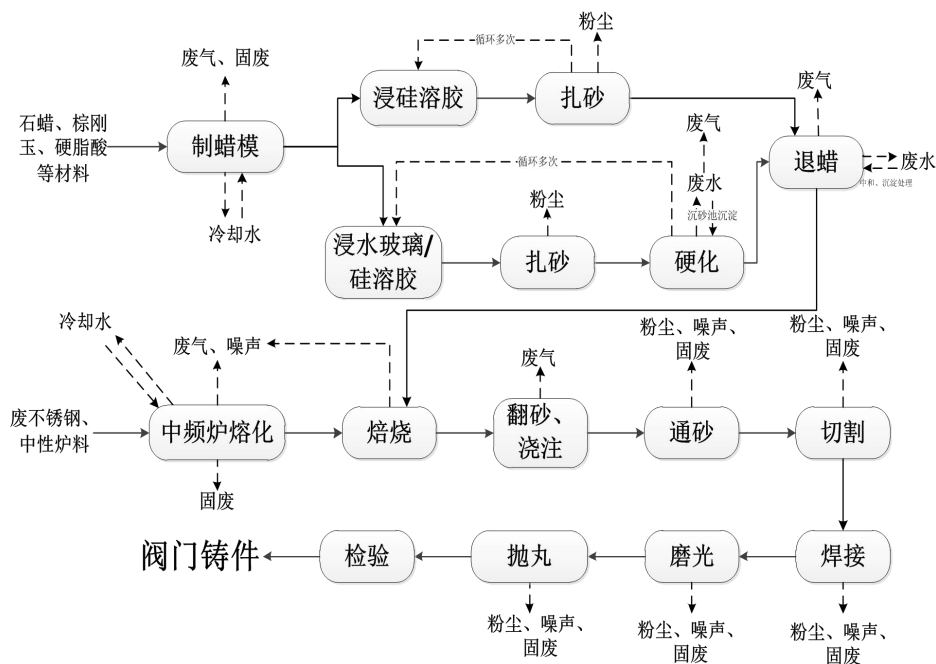 粉尘
循环多次
废气、固废
废气
浸硅溶胶
扎砂
石蜡、棕刚
玉、硬脂酸
等材料
制蜡模
废气
退蜡
废水
循环多次
废水
中和、沉淀处理
粉尘
沉砂池沉淀
冷却水
浸水玻璃/
硅溶胶
扎砂
硬化
冷却水
废气、噪声
废气
粉尘、噪声、
固废
粉尘、噪声、
固废
废不锈钢、
中性炉料
中频炉熔化
焙烧
翻砂、
浇注
通砂
切割
固废
阀门铸件
检验
抛丸
磨光
焊接
粉尘、噪声、
固废
粉尘、噪声、
固废
粉尘、噪声、
固废